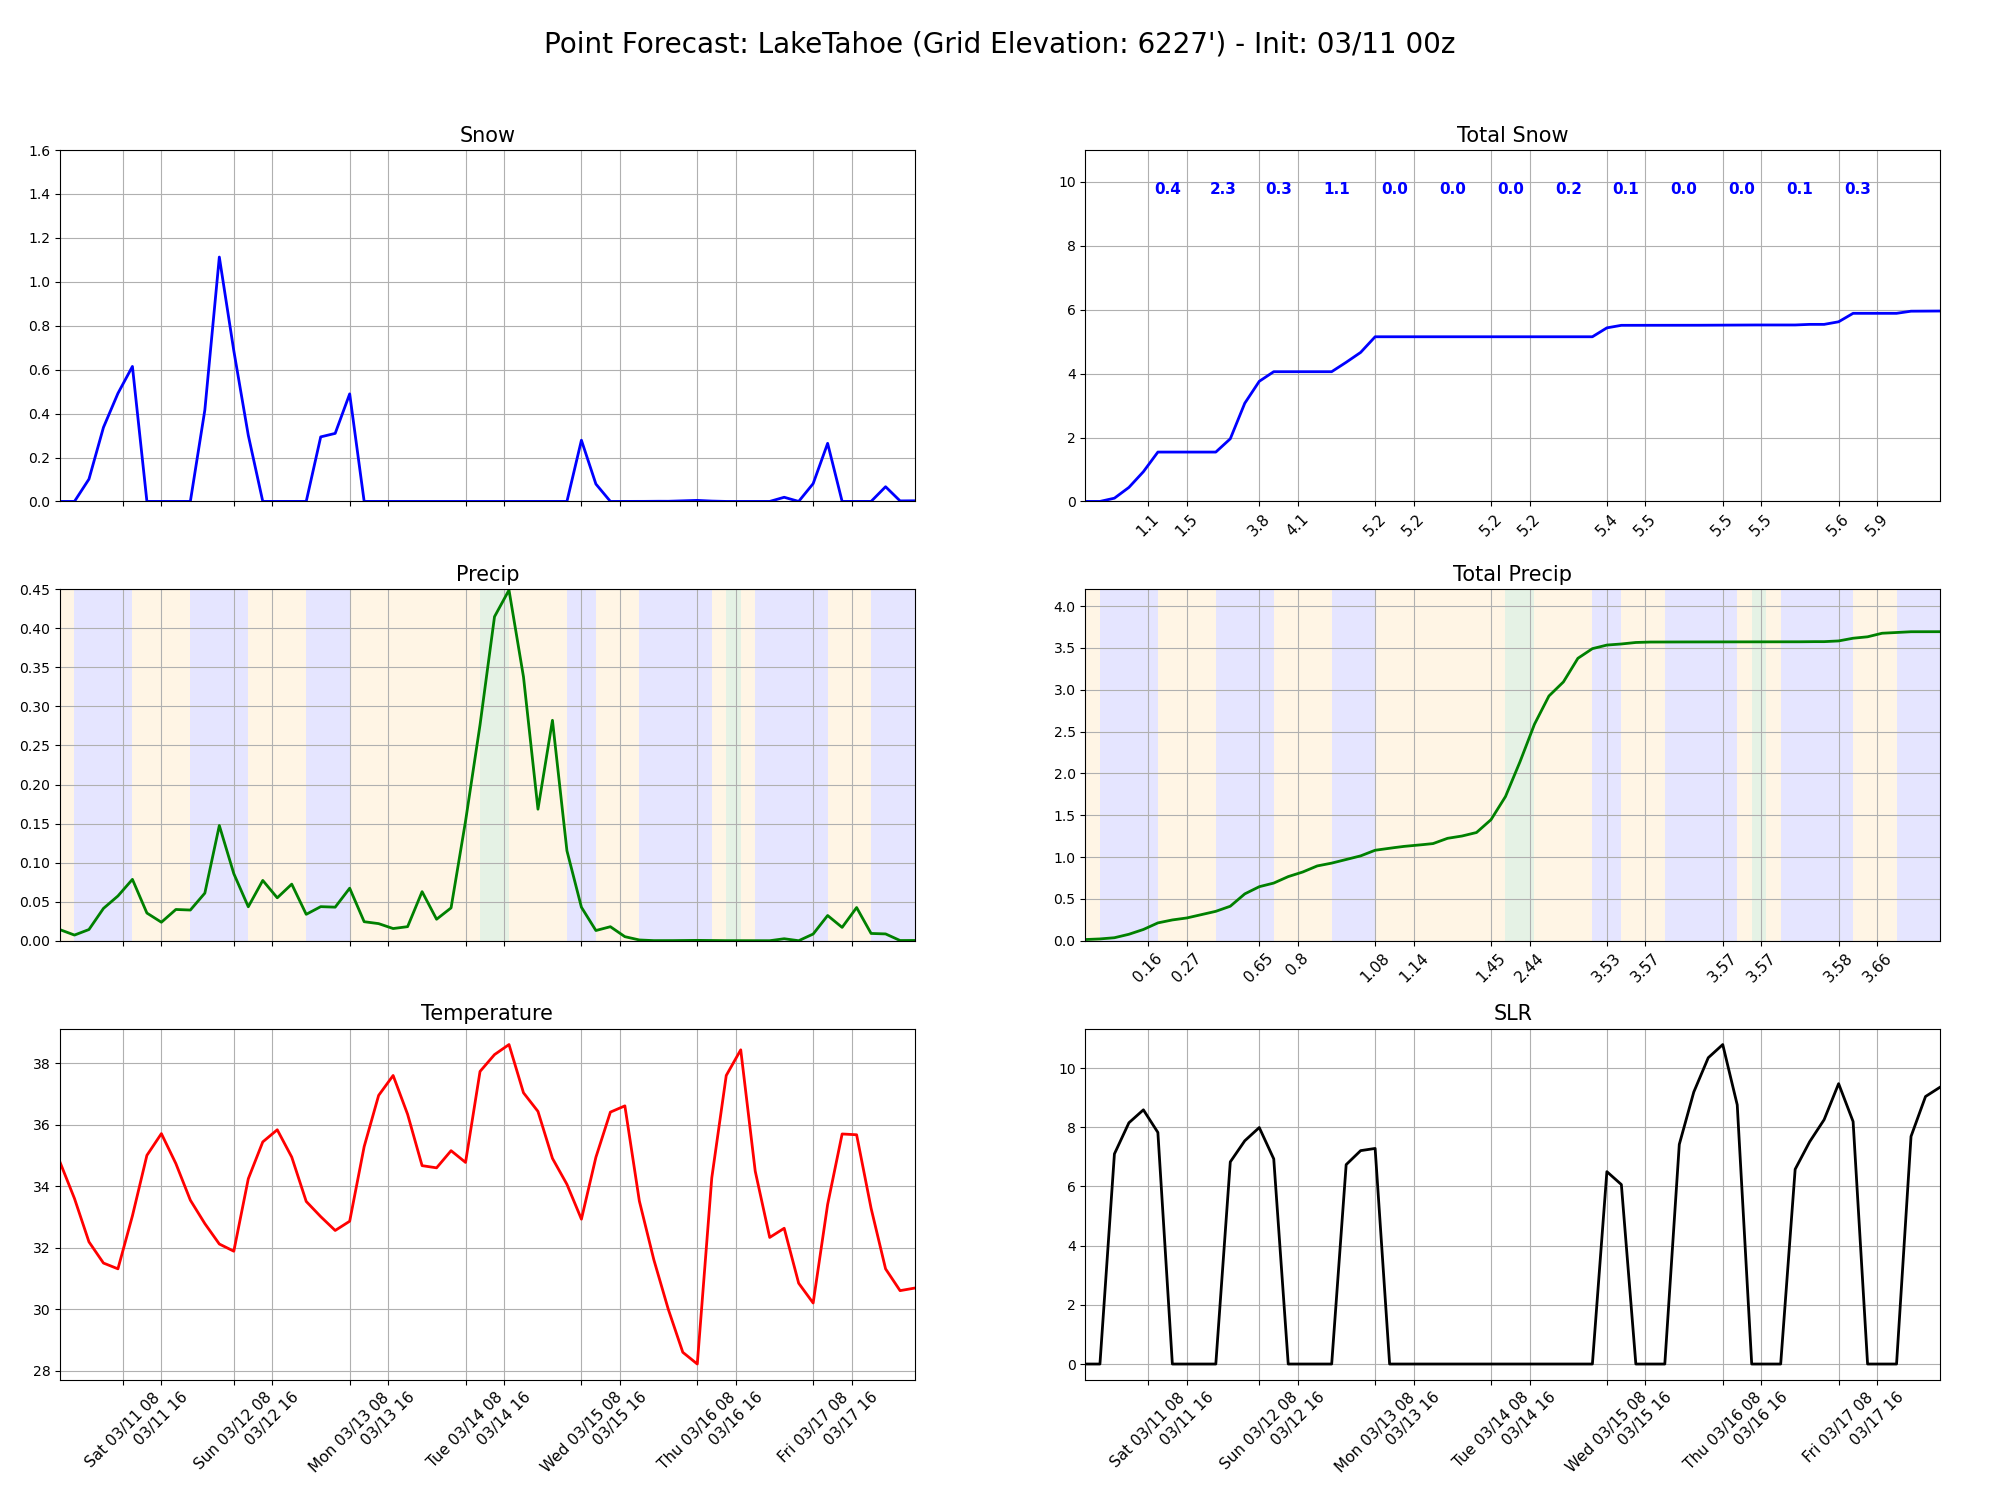 Point Forecast: LakeTahoe (Grid Elevation: 6227') - Init: 03/11 00z
Snow
1.6
1.4
1.2
1.0
0.8
0.6
0.4
0.2
0.0
Total Snow
10
8
6
4
2
0
0.4 2.3 0.3 1.1 0.0 0.0 0.0 0.2 0.1 0.0 0.0 0.1 0.3
1.1 1.5 3.8 4.1 5.2 5.2 5.2 5.2 5.4 5.5 5.5 5.5 5.6 5.9
Precip
0.45
0.40
0.35
0.30
0.25
0.20
0.15
0.10
0.05
0.00
Total Precip
4.0
3.5
3.0
2.5
2.0
1.5
1.0
0.5
0.0
0.16 0.27 0.65 0.8 1.08 1.14 1.45 2.44 3.53 3.57 3.57 3.57 3.58 3.66
Temperature
38
36
34
32
30
28
Sat 03/11 08
03/11 16
Sun 03/12 08
03/12 16
Mon 03/13 08
03/13 16
Tue 03/14 08
03/14 16
Wed 03/15 08
03/15 16
Thu 03/16 08
03/16 16
Fri 03/17 08
03/17 16
SLR
10
8
6
4
2
0
Sat 03/11 08
03/11 16
Sun 03/12 08
03/12 16
Mon 03/13 08
03/13 16
Tue 03/14 08
03/14 16
Wed 03/15 08
03/15 16
Thu 03/16 08
03/16 16
Fri 03/17 08
03/17 16